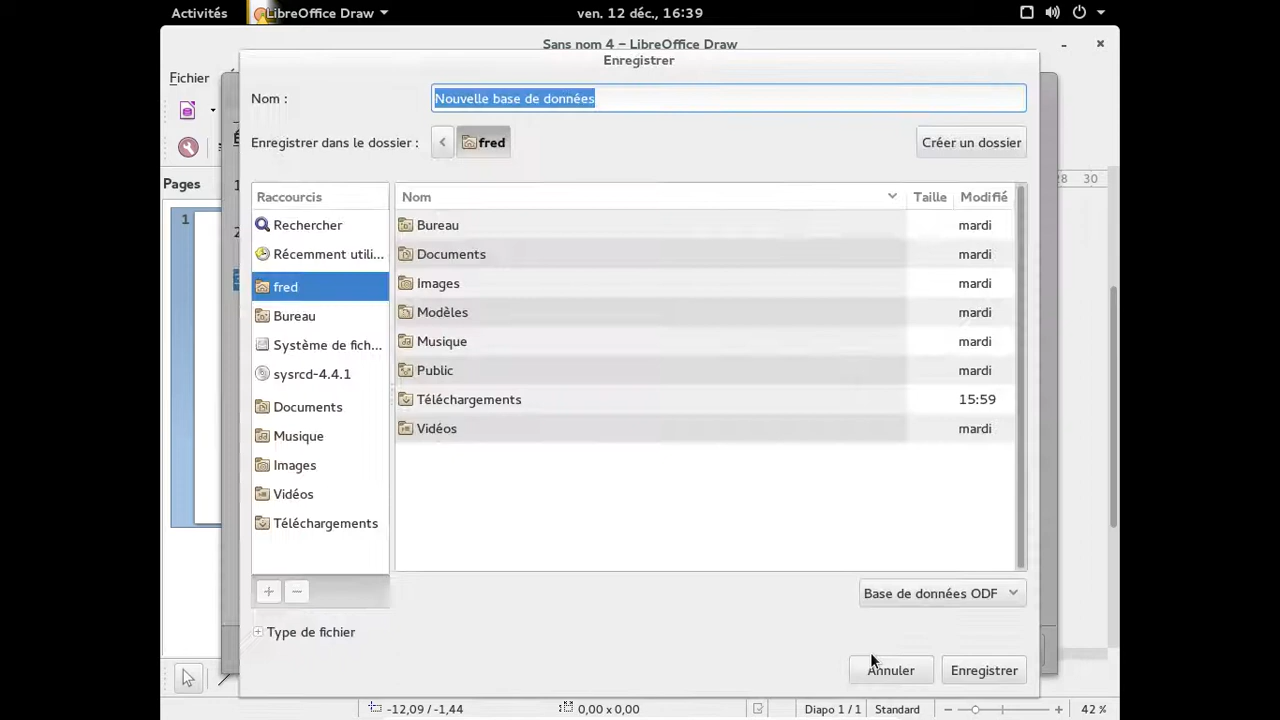 Activités LibreOffice Draw ven. 12 déc., 16:39
Sans nom 4 – LibreOffice Draw
Enregistrer
Fichier
Nom : Nouvelle base de données
Enregistrer dans le dossier : fred Créer un dossier
Pages
28 30
Raccourcis Nom Taille Modifié
1
Rechercher Bureau mardi
Récemment utili... Documents mardi
fred Images mardi
Bureau Modèles mardi
Système de fich... Musique mardi
sysrcd-4.4.1 Public mardi
Documents Téléchargements 15:59
Musique Vidéos mardi
Images
Vidéos
Téléchargements
Base de données ODF
Type de fichier
Annuler Enregistrer
-12,09 / -1,44 0,00 x 0,00 Diapo 1 / 1 Standard 42 %